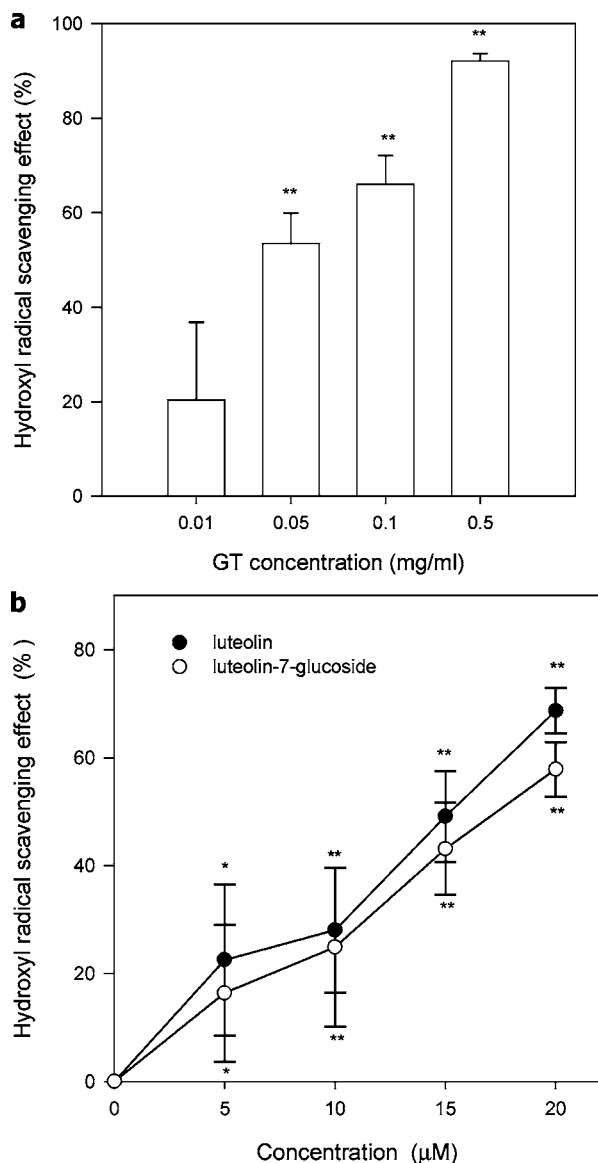 a
Hydroxyl radical scavenging effect (%)
100
80
60
40
20
0
**
**
**
0.01 0.05 0.1 0.5
GT concentration (mg/ml)
b
Hydroxyl radical scavenging effect (%)
80
60
40
20
0
luteolin
luteolin-7-glucoside
**
**
**
*
**
**
**
*
0 5 10 15 20
Concentration (μM)